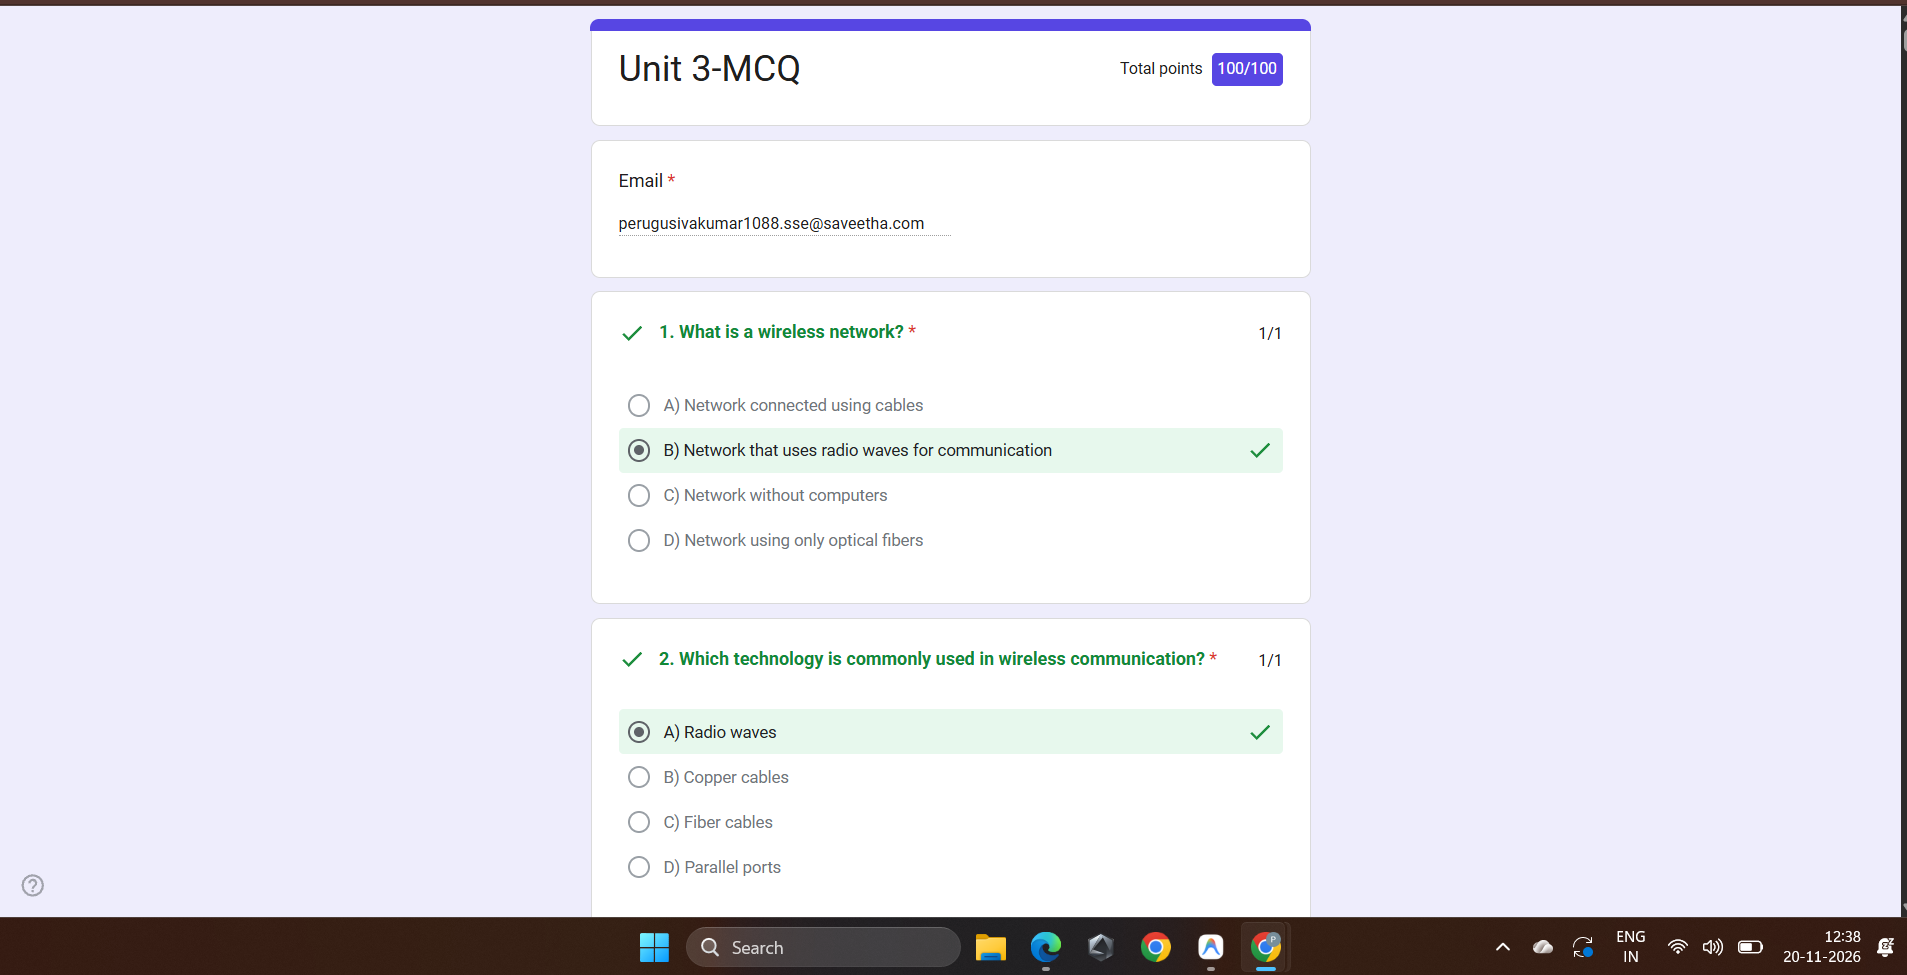 Unit 3-MCQ
Total points 100/100
Email *
perugusivakumar1088.sse@saveetha.com
1. What is a wireless network? *
1/1
A) Network connected using cables
B) Network that uses radio waves for communication
C) Network without computers
D) Network using only optical fibers
2. Which technology is commonly used in wireless communication? *
1/1
A) Radio waves
B) Copper cables
C) Fiber cables
D) Parallel ports
Search
ENG
IN
12:38
20-11-2026